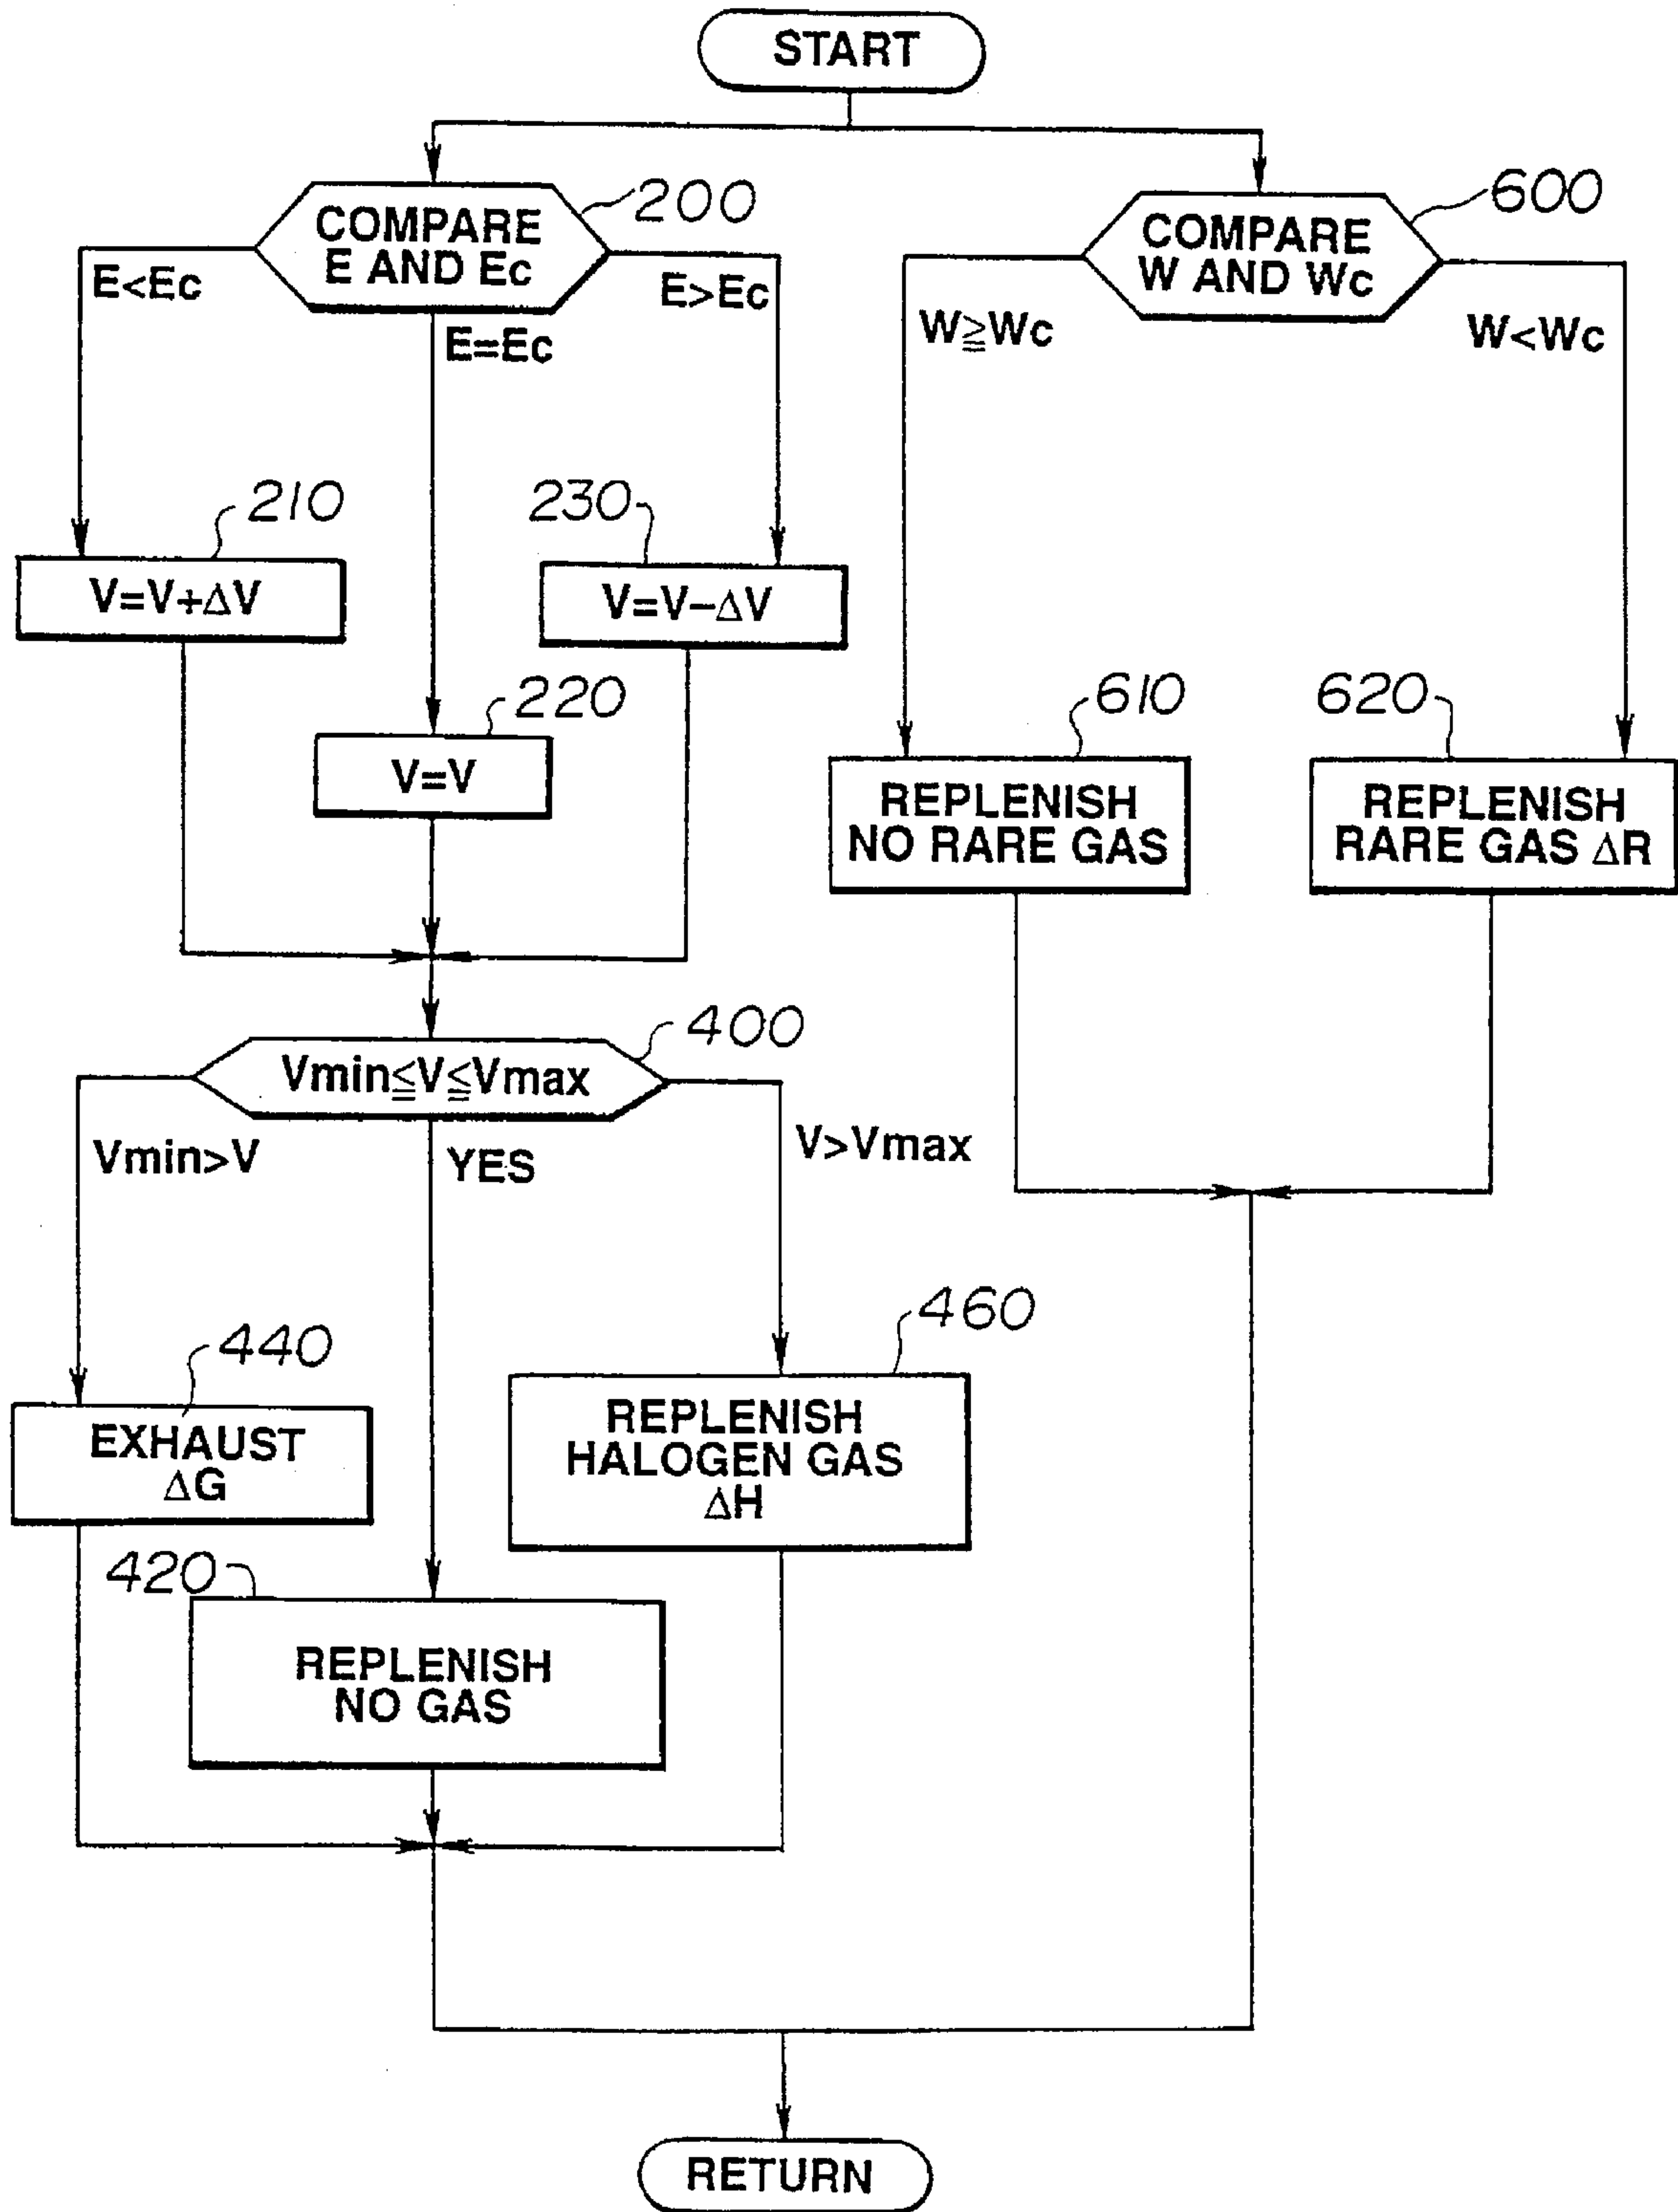 START
200
COMPARE
E AND Ec
600
COMPARE
W AND Wc
E<Ec
E=Ec
E>Ec
W≧Wc
W<Wc
210
V=V+ΔV
230
V=V−ΔV
220
V=V
610
REPLENISH
NO RARE GAS
620
REPLENISH
RARE GAS ΔR
400
Vmin≦V≦Vmax
Vmin>V
YES
V>Vmax
440
EXHAUST
ΔG
460
REPLENISH
HALOGEN GAS
ΔH
420
REPLENISH
NO GAS
RETURN